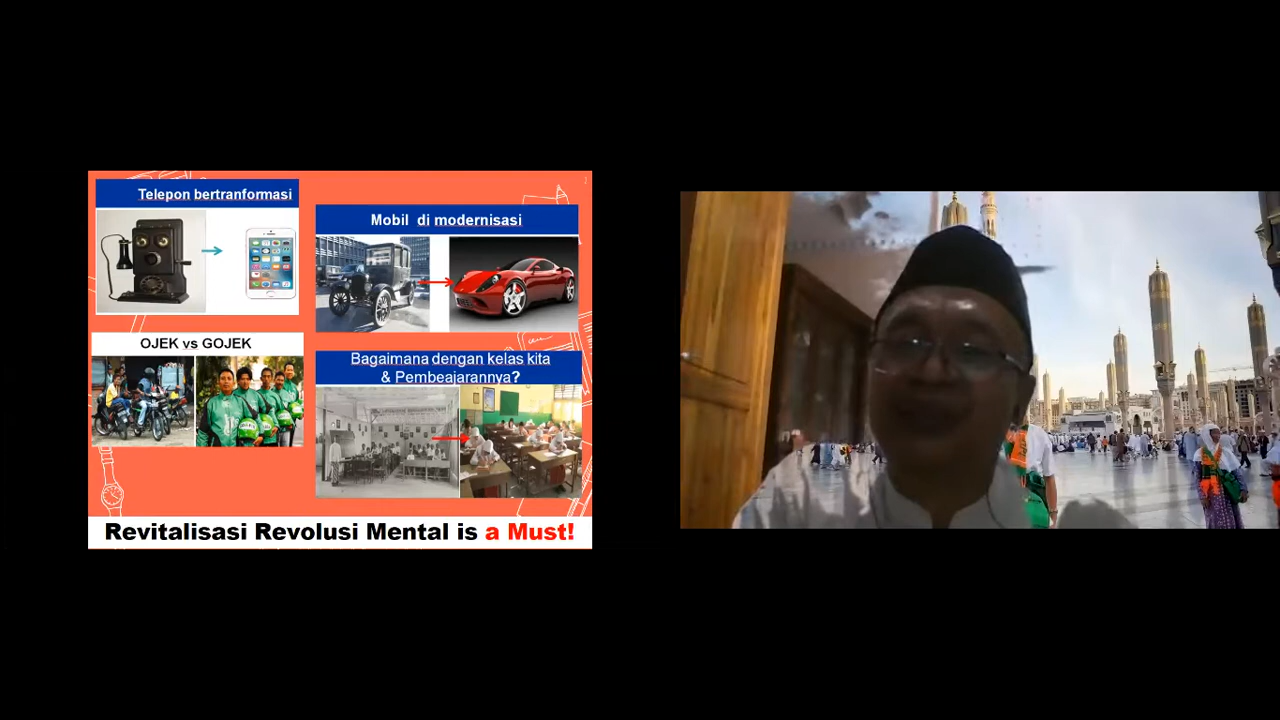 Telepon bertranformasi
Mobil di modernisasi
OJEK vs GOJEK
Bagaimana dengan kelas kita
& Pembeajarannya?
Revitalisasi Revolusi Mental is a Must!